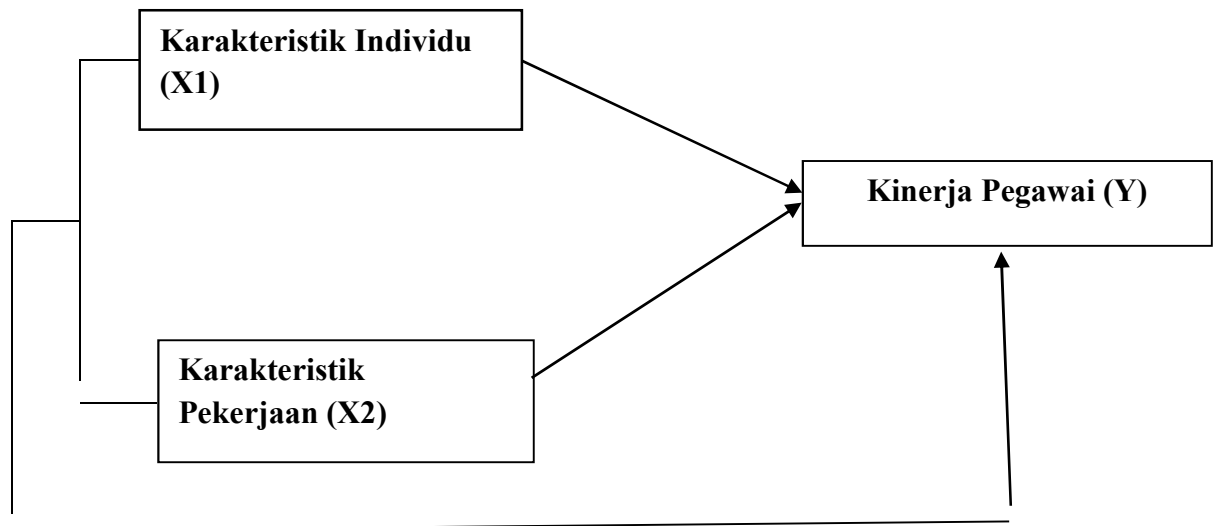 Karakteristik Individu
(X1)
Kinerja Pegawai (Y)
Karakteristik
Pekerjaan (X2)